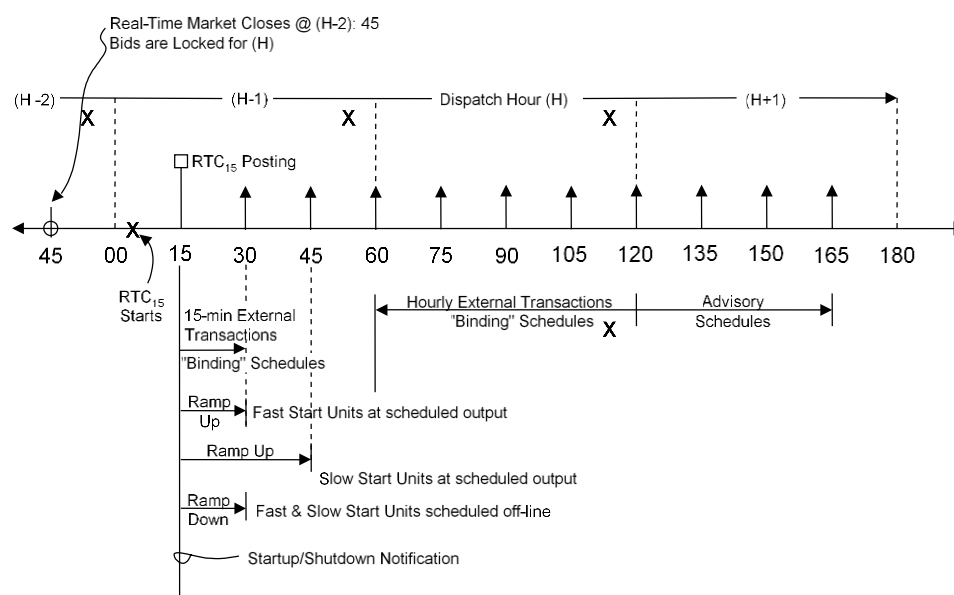 Real-Time Market Closes @ (H-2): 45
Bids are Locked for (H)
(H -2)
(H-1)
Dispatch Hour (H)
(H+1)
X
X
X
RTC15 Posting
X
45
00
15
30
45
60
75
90
105
120
135
150
165
180
RTC15
Starts
15-min External
Transactions
"Binding" Schedules
Hourly External Transactions
"Binding" Schedules
X
Advisory
Schedules
Ramp
Up
Fast Start Units at scheduled output
Ramp Up
Slow Start Units at scheduled output
Ramp
Down
Fast & Slow Start Units scheduled off-line
Startup/Shutdown Notification